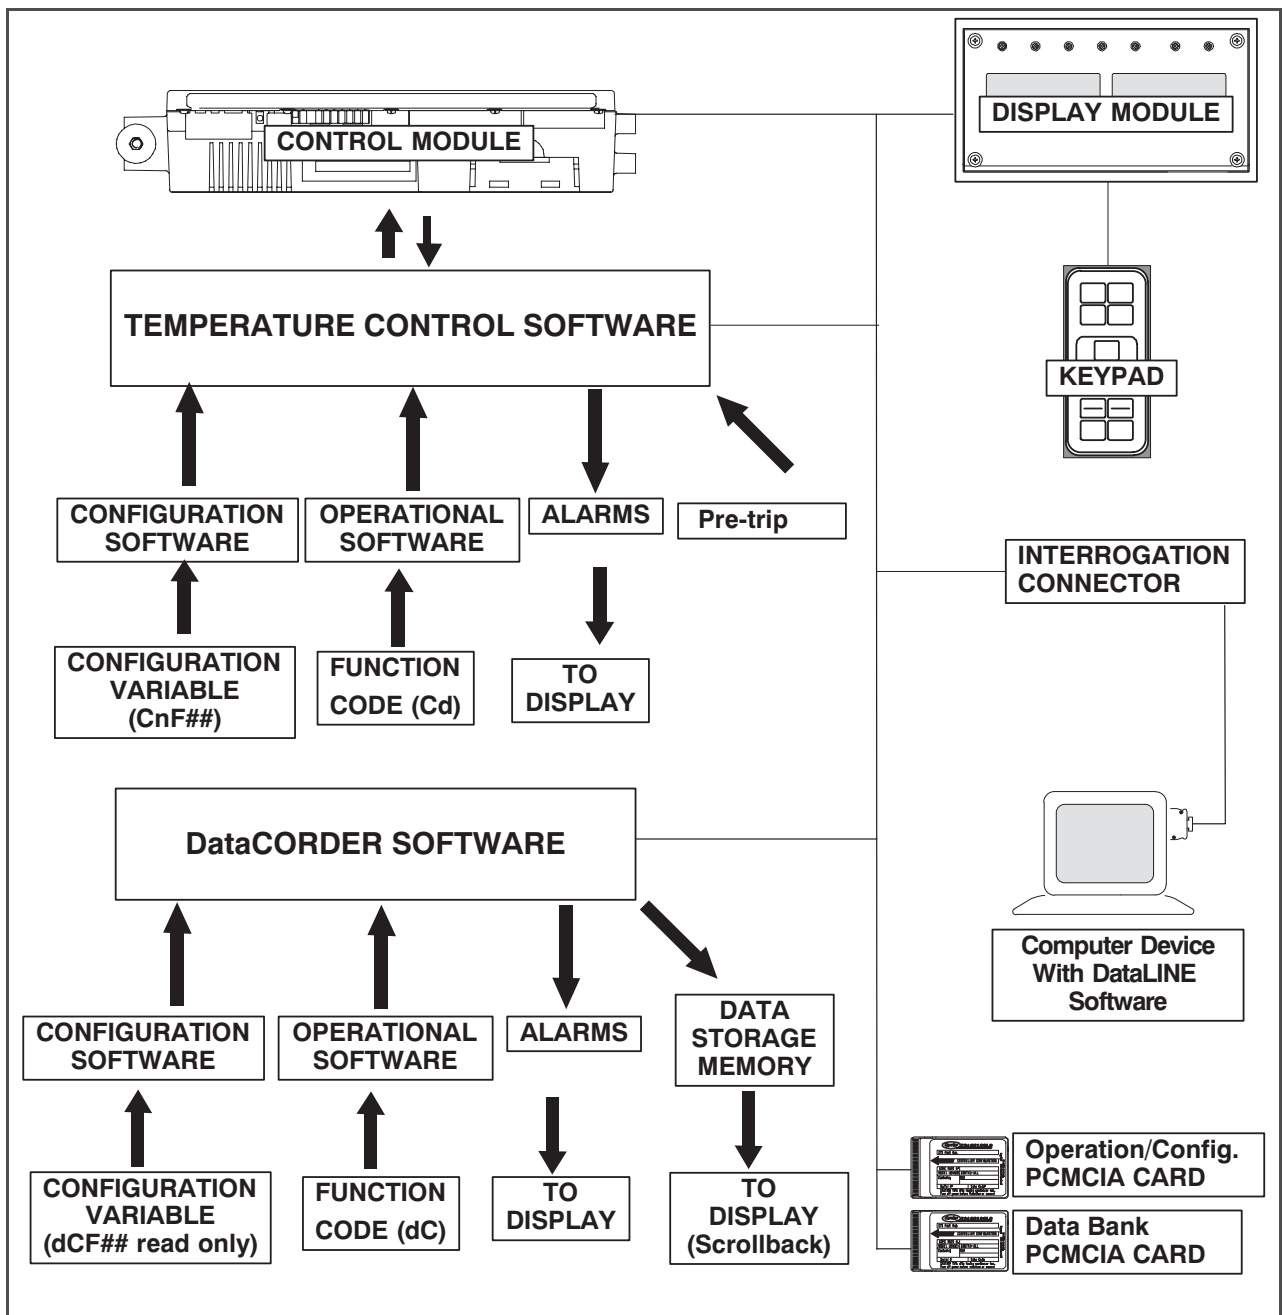 CONTROL MODULE
DISPLAY MODULE
TEMPERATURE CONTROL SOFTWARE
KEYPAD
CONFIGURATION
SOFTWARE
OPERATIONAL
SOFTWARE
ALARMS
Pre-trip
INTERROGATION
CONNECTOR
CONFIGURATION
VARIABLE
(CnF##)
FUNCTION
CODE (Cd)
TO
DISPLAY
DataCORDER SOFTWARE
Computer Device
With DataLINE
Software
CONFIGURATION
SOFTWARE
OPERATIONAL
SOFTWARE
ALARMS
DATA
STORAGE
MEMORY
Operation/Config.
PCMCIA CARD
CONFIGURATION
VARIABLE
(dCF## read only)
FUNCTION
CODE (dC)
TO
DISPLAY
TO
DISPLAY
(Scrollback)
Data Bank
PCMCIA CARD